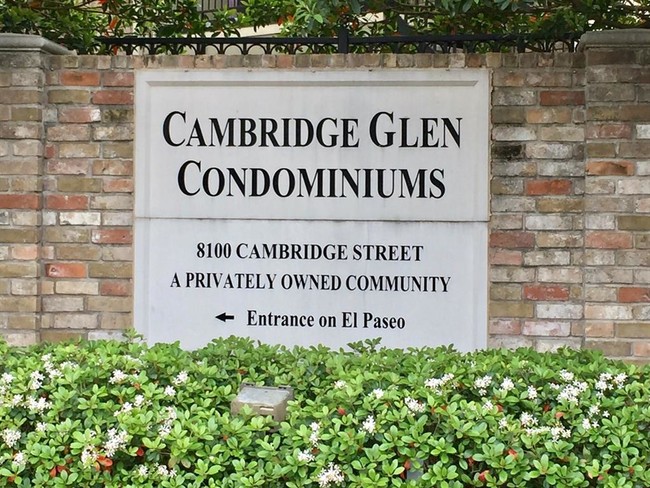 CAMBRIDGE GLEN
CONDOMINIUMS
8100 CAMBRIDGE STREET
A PRIVATELY OWNED COMMUNITY
← Entrance on El Paseo